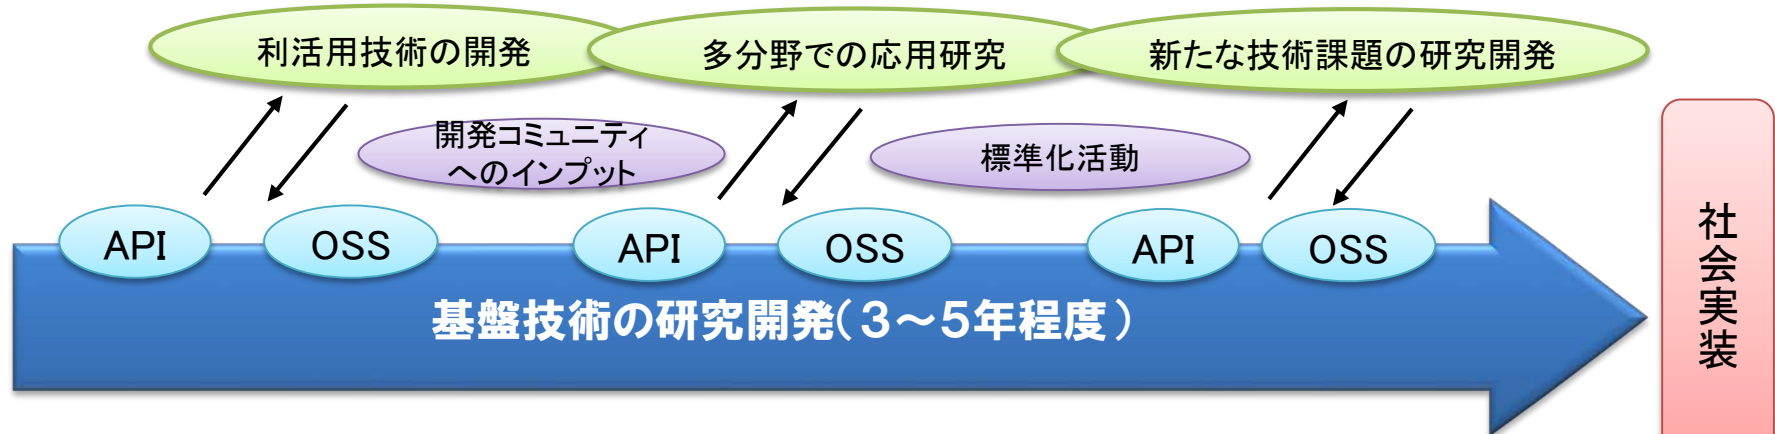 利活用技術の開発
多分野での応用研究
新たな技術課題の研究開発
開発コミュニティ
へのインプット
標準化活動
API
OSS
API
OSS
API
OSS
基盤技術の研究開発(3~5年程度)
社会実装